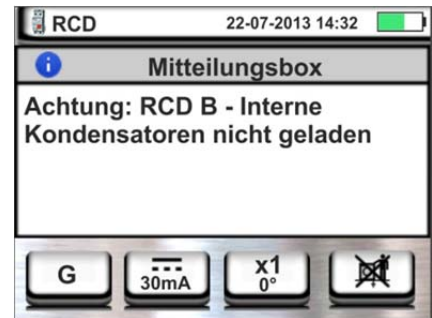 RCD 22-07-2013 14:32
Mitteilungsbox
Achtung: RCD B - Interne
Kondensatoren nicht geladen
G 30mA x1
0°